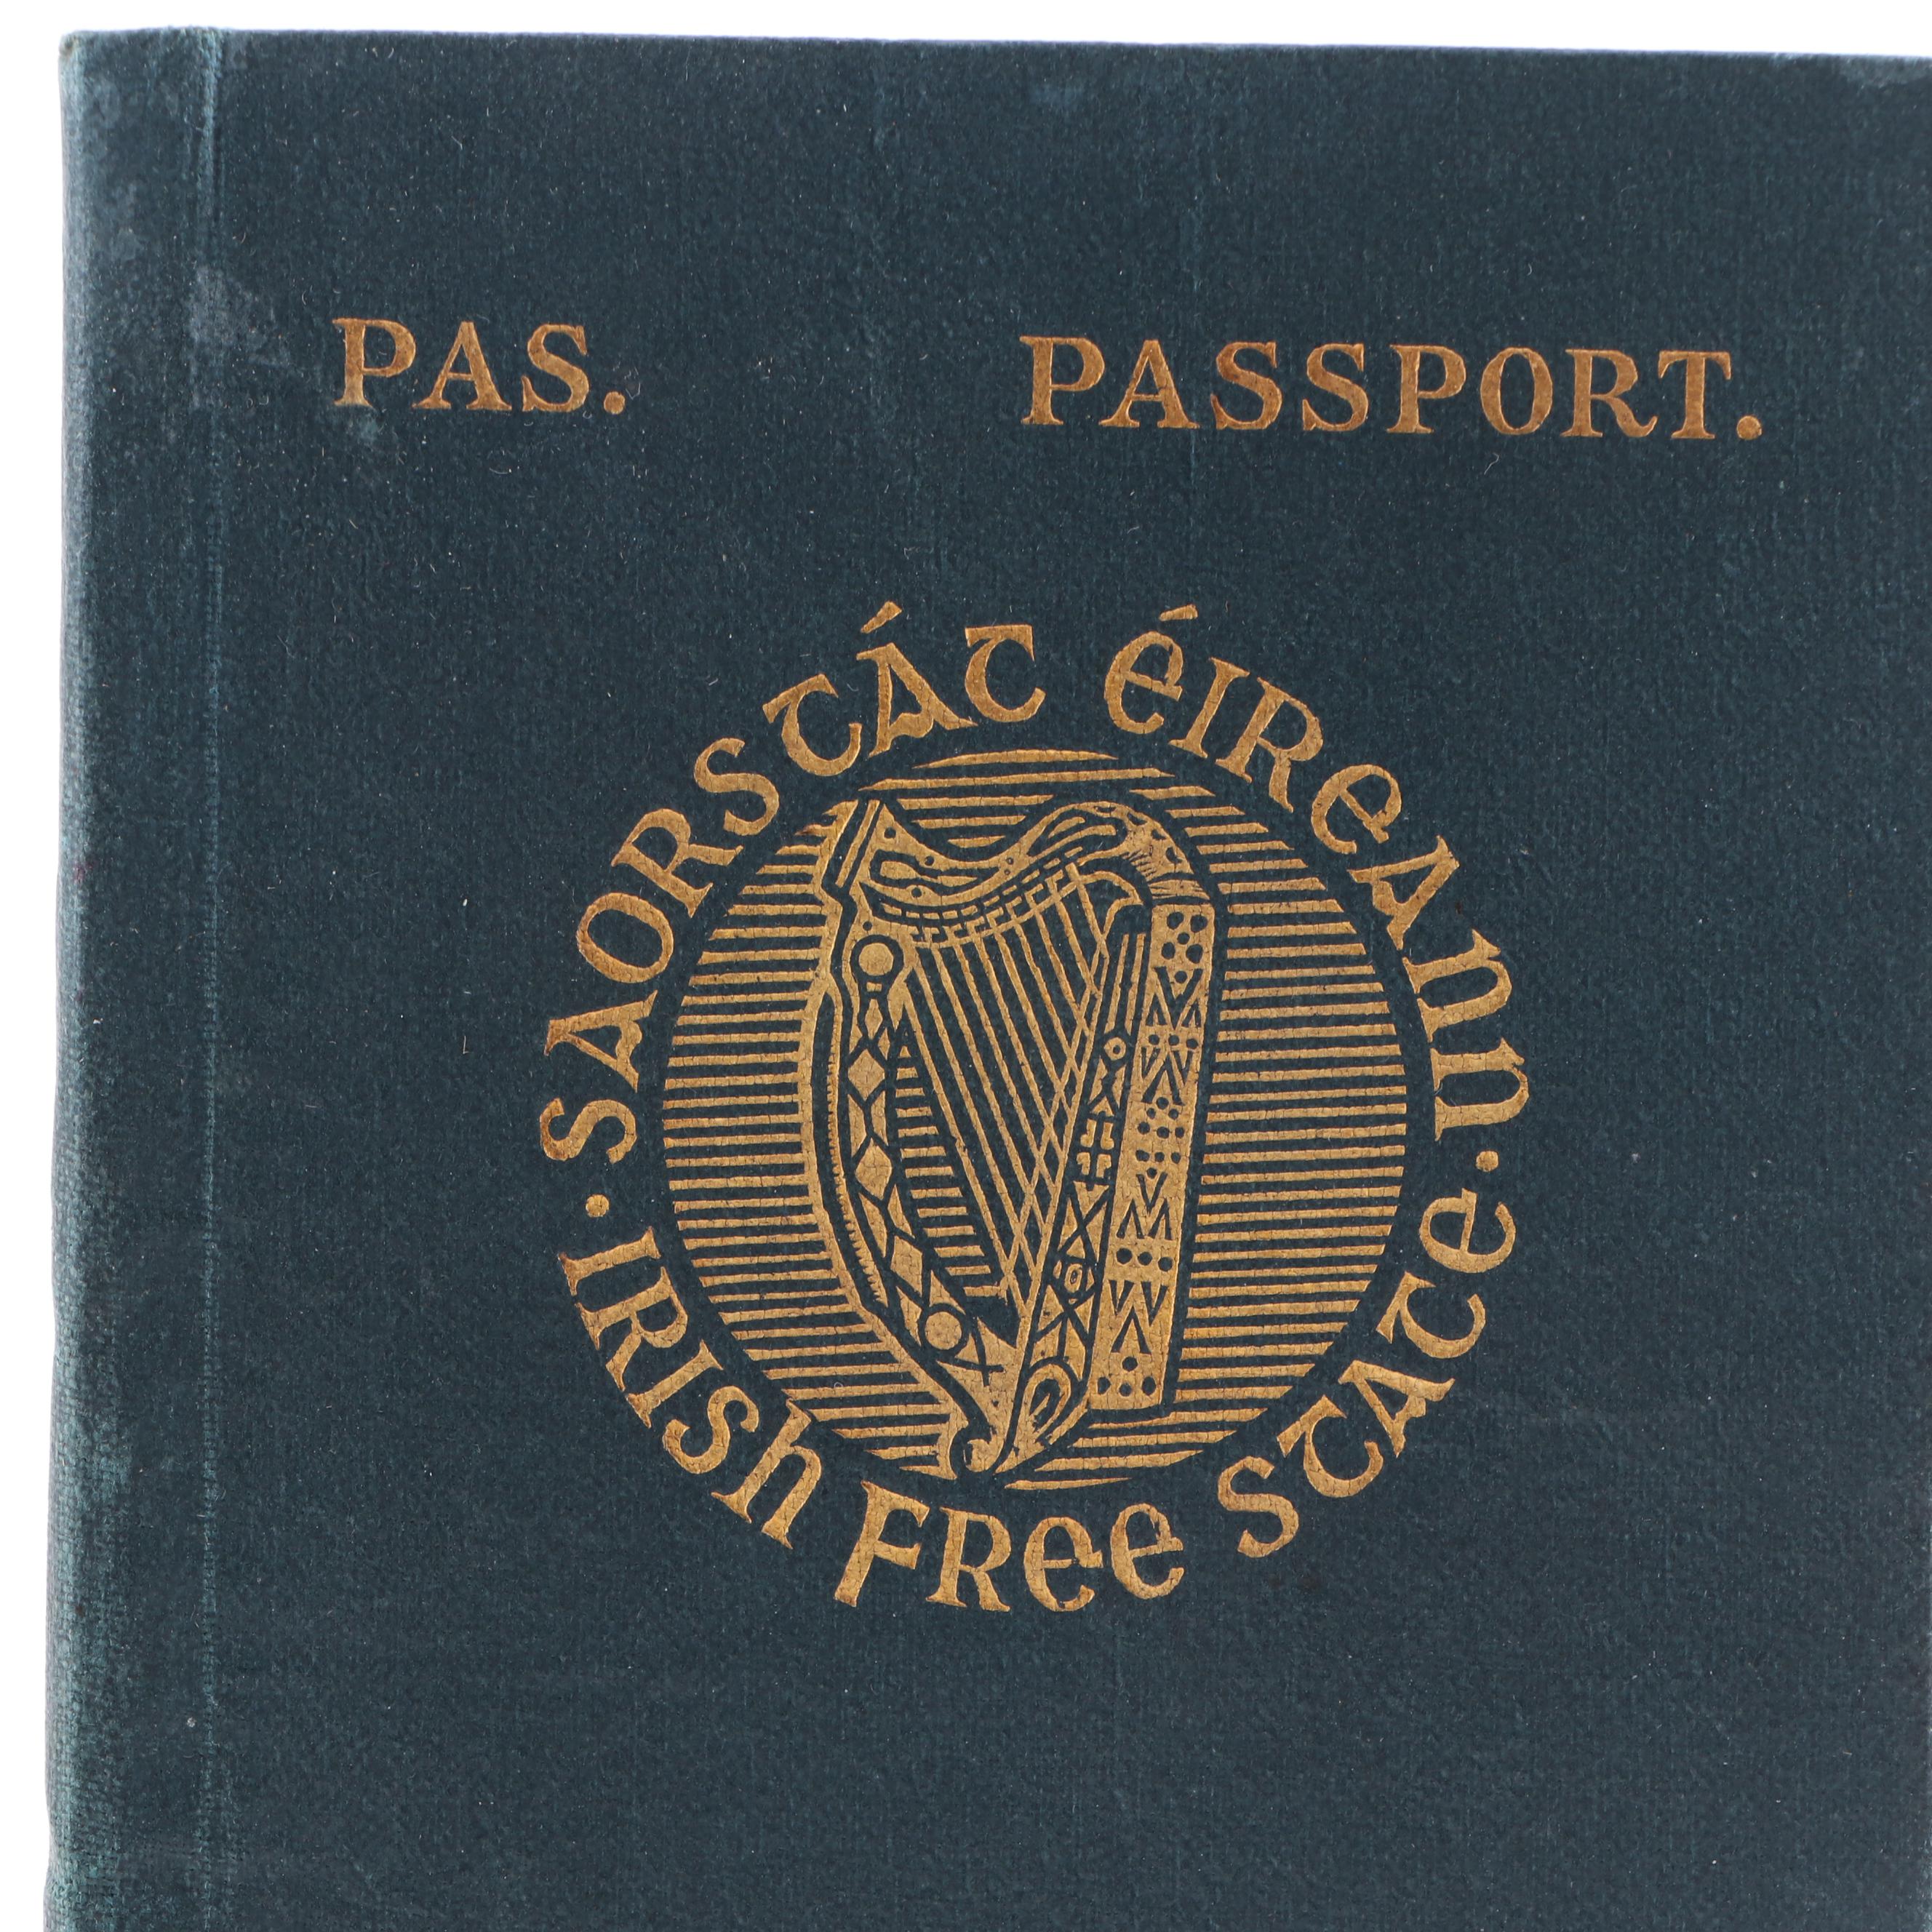 PAS. PASSPORT.
SAORSTÁT ÉIREANN
IRISH FREE STATE